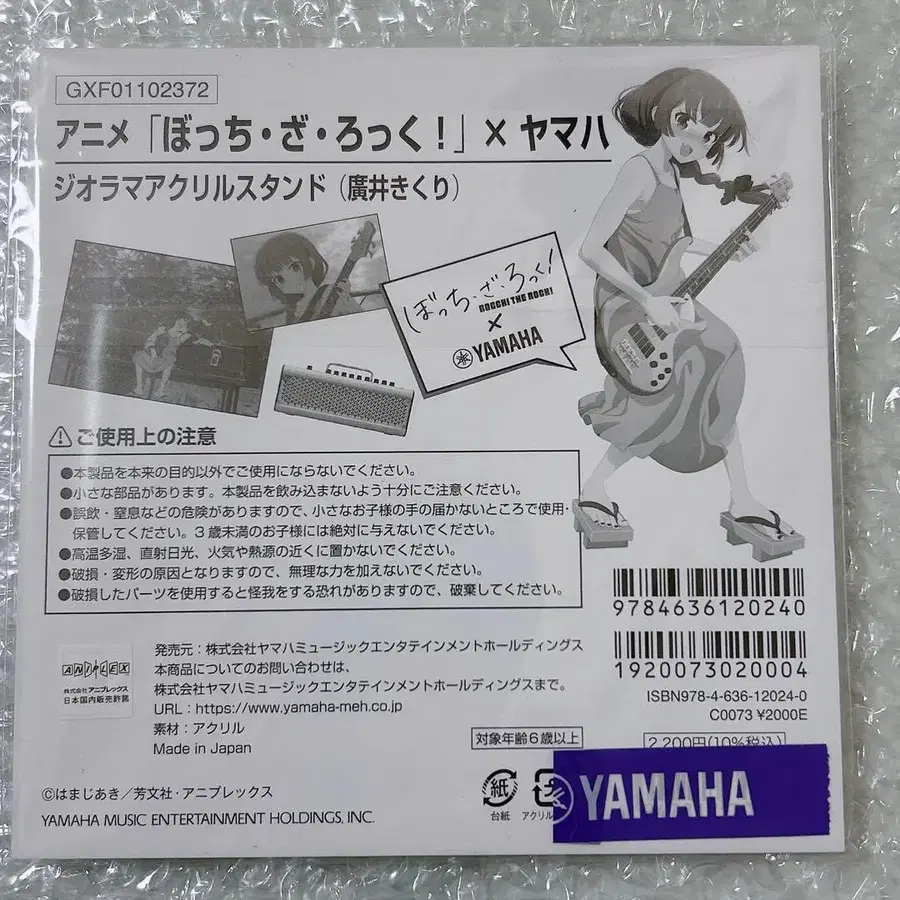 GXF01102372
アニメ「ぼっち・ざ・ろっく!」× ヤマハ
ジオラマアクリルスタンド(廣井きくり)
ぼっち・ざ・ろっく!
BOCCHI THE ROCK!
×
YAMAHA
⚠ご使用上の注意
●本製品を本来の目的以外でご使用にならないでください。
●小さな部品があります。本製品を飲み込まないよう十分にご注意ください。
●誤飲・窒息などの危険がありますので、小さなお子様の手の届かないところで使用・
保管してください。3歳未満のお子様には絶対に与えないでください。
●高温多湿、直射日光、火気や熱源の近くに置かないでください。
●破損・変形の原因となりますので、無理な力を加えないでください。
●破損したパーツを使用すると怪我をする恐れがありますので、破棄してください。
9784636120240
1920073020004
ISBN978-4-636-12024-0
C0073 ¥2000E
2,200円(10%税込)
ANIPLEX
株式会社アニプレックス
日本国内販売許諾
発売元:株式会社ヤマハミュージックエンタテインメントホールディングス
本商品についてのお問い合わせは、
株式会社ヤマハミュージックエンタテインメントホールディングスまで。
URL:https://www.yamaha-meh.co.jp
素材:アクリル
Made in Japan
対象年齢6歳以上
©はまじあき/芳文社・アニプレックス
YAMAHA MUSIC ENTERTAINMENT HOLDINGS, INC.
紙
台紙
アクリル
YAMAHA